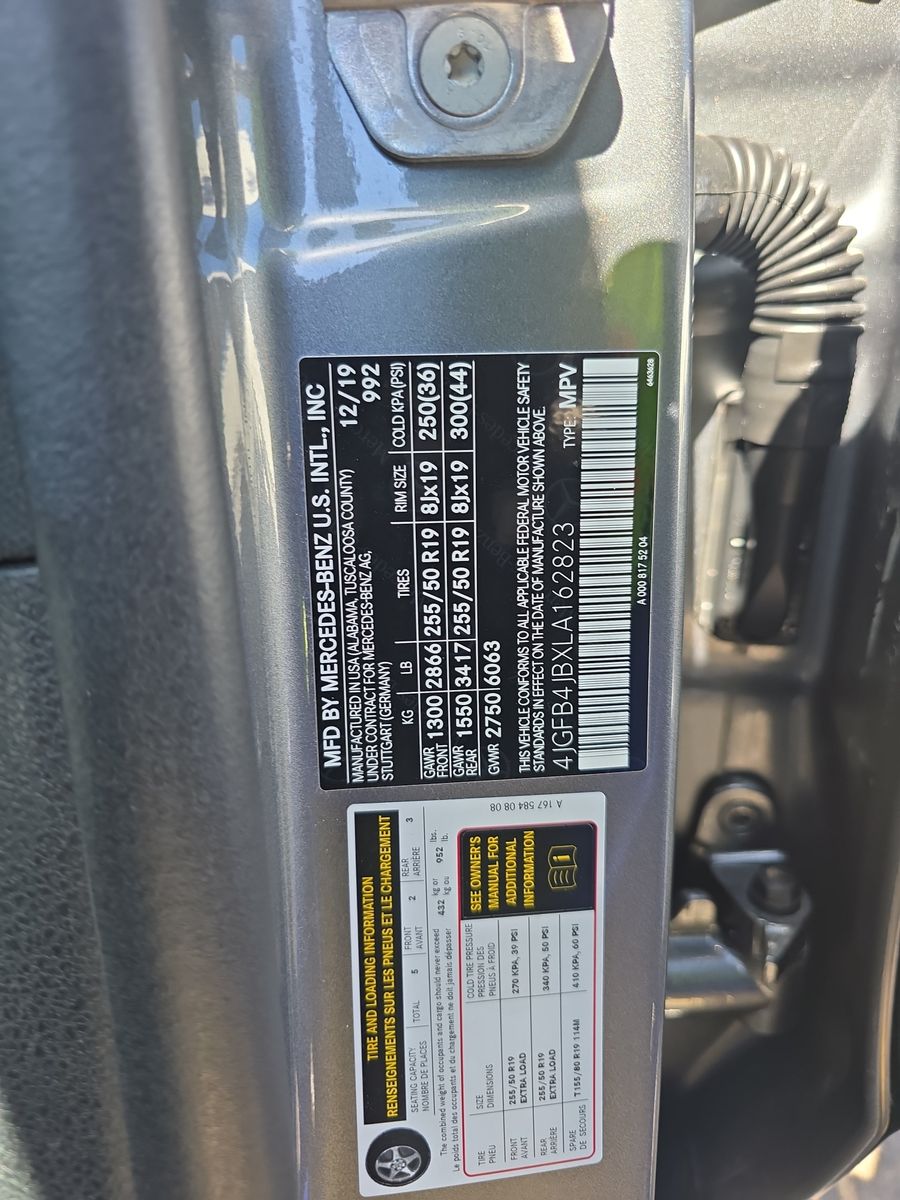 MFD BY MERCEDES-BENZ U.S. INTL., INC
MANUFACTURED IN USA (ALABAMA, TUSCALOOSA COUNTY) 12/19
UNDER CONTRACT FOR MERCEDES-BENZ AG, 992
STUTTGART (GERMANY)
KG LB TIRES RIM SIZE COLD KPA (PSI)
GAWR FRONT 1300 2866 255/50 R19 8Jx19 250(36)
GAWR REAR 1550 3417 255/50 R19 8Jx19 300(44)
GVWR 2750 6063
THIS VEHICLE CONFORMS TO ALL APPLICABLE FEDERAL MOTOR VEHICLE SAFETY
STANDARDS IN EFFECT ON THE DATE OF MANUFACTURE SHOWN ABOVE.
4JGFB4JBXLA162823 TYPE: MPV
A 000 817 52 04 6463628
TIRE AND LOADING INFORMATION
RENSEIGNEMENTS SUR LES PNEUS ET LE CHARGEMENT
SEATING CAPACITY TOTAL 5 FRONT 2 REAR 3
NOMBRE DE PLACES AVANT ARRIÈRE
The combined weight of occupants and cargo should never exceed 432 kg or 952 lbs.
Le poids total des occupants et du chargement ne doit jamais dépasser kg ou lb.
TIRE SIZE COLD TIRE PRESSURE
PNEU DIMENSIONS PRESSION DES PNEUS À FROID
FRONT 255/50 R19 270 KPA, 39 PSI
AVANT EXTRA LOAD
REAR 255/50 R19 340 KPA, 50 PSI
ARRIÈRE EXTRA LOAD
SPARE T155/80 R19 114M 410 KPA, 60 PSI
DE SECOURS
SEE OWNER'S
MANUAL FOR
ADDITIONAL
INFORMATION
A 167 584 08 08